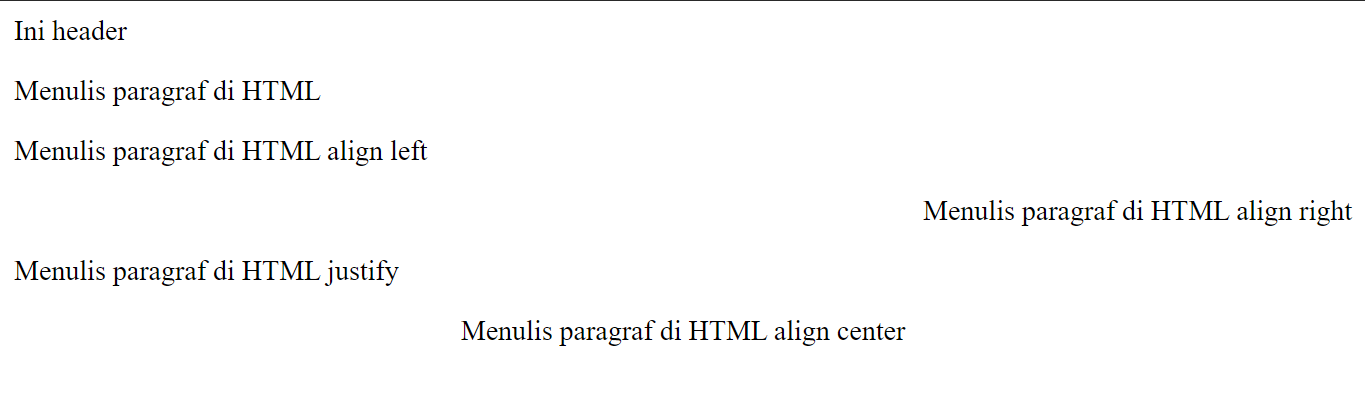 Ini header
Menulis paragraf di HTML
Menulis paragraf di HTML align left
Menulis paragraf di HTML align right
Menulis paragraf di HTML justify
Menulis paragraf di HTML align center